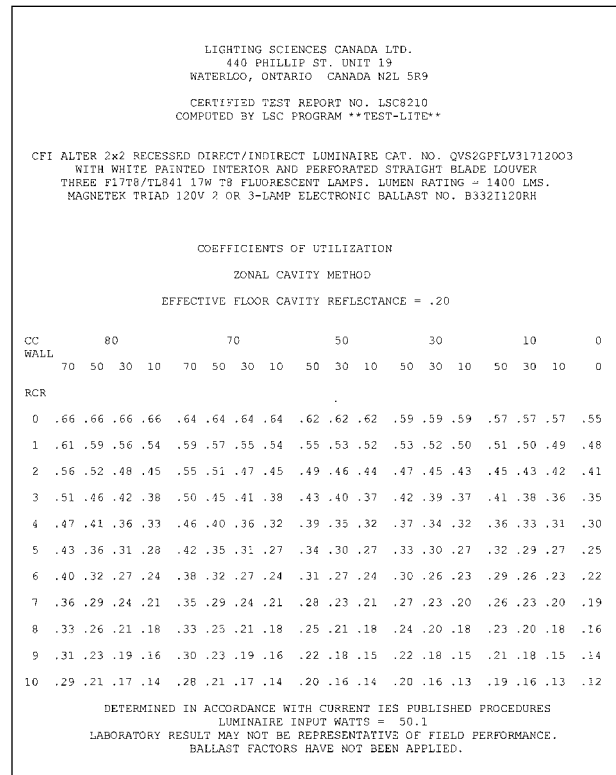 LIGHTING SCIENCES CANADA LTD.
440 PHILLIP ST. UNIT 19
WATERLOO, ONTARIO CANADA N2L 5R9
CERTIFIED TEST REPORT NO. LSC8210
COMPUTED BY LSC PROGRAM **TEST-LITE**
CFI ALTER 2x2 RECESSED DIRECT/INDIRECT LUMINAIRE CAT. NO. QVS2GPFLV31712003
WITH WHITE PAINTED INTERIOR AND PERFORATED STRAIGHT BLADE LOUVER
THREE F17T8/TL841 17W T8 FLUORESCENT LAMPS. LUMEN RATING = 1400 LMS.
MAGNETEK TRIAD 120V 2 OR 3-LAMP ELECTRONIC BALLAST NO. B332I120RH
COEFFICIENTS OF UTILIZATION
ZONAL CAVITY METHOD
EFFECTIVE FLOOR CAVITY REFLECTANCE = .20
CC 80 70 50 30 10 0
WALL
70 50 30 10 70 50 30 10 50 30 10 50 30 10 50 30 10 0
RCR
0 .66 .66 .66 .66 .64 .64 .64 .64 .62 .62 .62 .59 .59 .59 .57 .57 .57 .55
1 .61 .59 .56 .54 .59 .57 .55 .54 .55 .53 .52 .53 .52 .50 .51 .50 .49 .48
2 .56 .52 .48 .45 .55 .51 .47 .45 .49 .46 .44 .47 .45 .43 .45 .43 .42 .41
3 .51 .46 .42 .38 .50 .45 .41 .38 .43 .40 .37 .42 .39 .37 .41 .38 .36 .35
4 .47 .41 .36 .33 .46 .40 .36 .32 .39 .35 .32 .37 .34 .32 .36 .33 .31 .30
5 .43 .36 .31 .28 .42 .35 .31 .27 .34 .30 .27 .33 .30 .27 .32 .29 .27 .25
6 .40 .32 .27 .24 .38 .32 .27 .24 .31 .27 .24 .30 .26 .23 .29 .26 .23 .22
7 .36 .29 .24 .21 .35 .29 .24 .21 .28 .23 .21 .27 .23 .20 .26 .23 .20 .19
8 .33 .26 .21 .18 .33 .25 .21 .18 .25 .21 .18 .24 .20 .18 .23 .20 .18 .16
9 .31 .23 .19 .16 .30 .23 .19 .16 .22 .18 .15 .22 .18 .15 .21 .18 .15 .14
10 .29 .21 .17 .14 .28 .21 .17 .14 .20 .16 .14 .20 .16 .13 .19 .16 .13 .12
DETERMINED IN ACCORDANCE WITH CURRENT IES PUBLISHED PROCEDURES
LUMINAIRE INPUT WATTS = 50.1
LABORATORY RESULT MAY NOT BE REPRESENTATIVE OF FIELD PERFORMANCE.
BALLAST FACTORS HAVE NOT BEEN APPLIED.